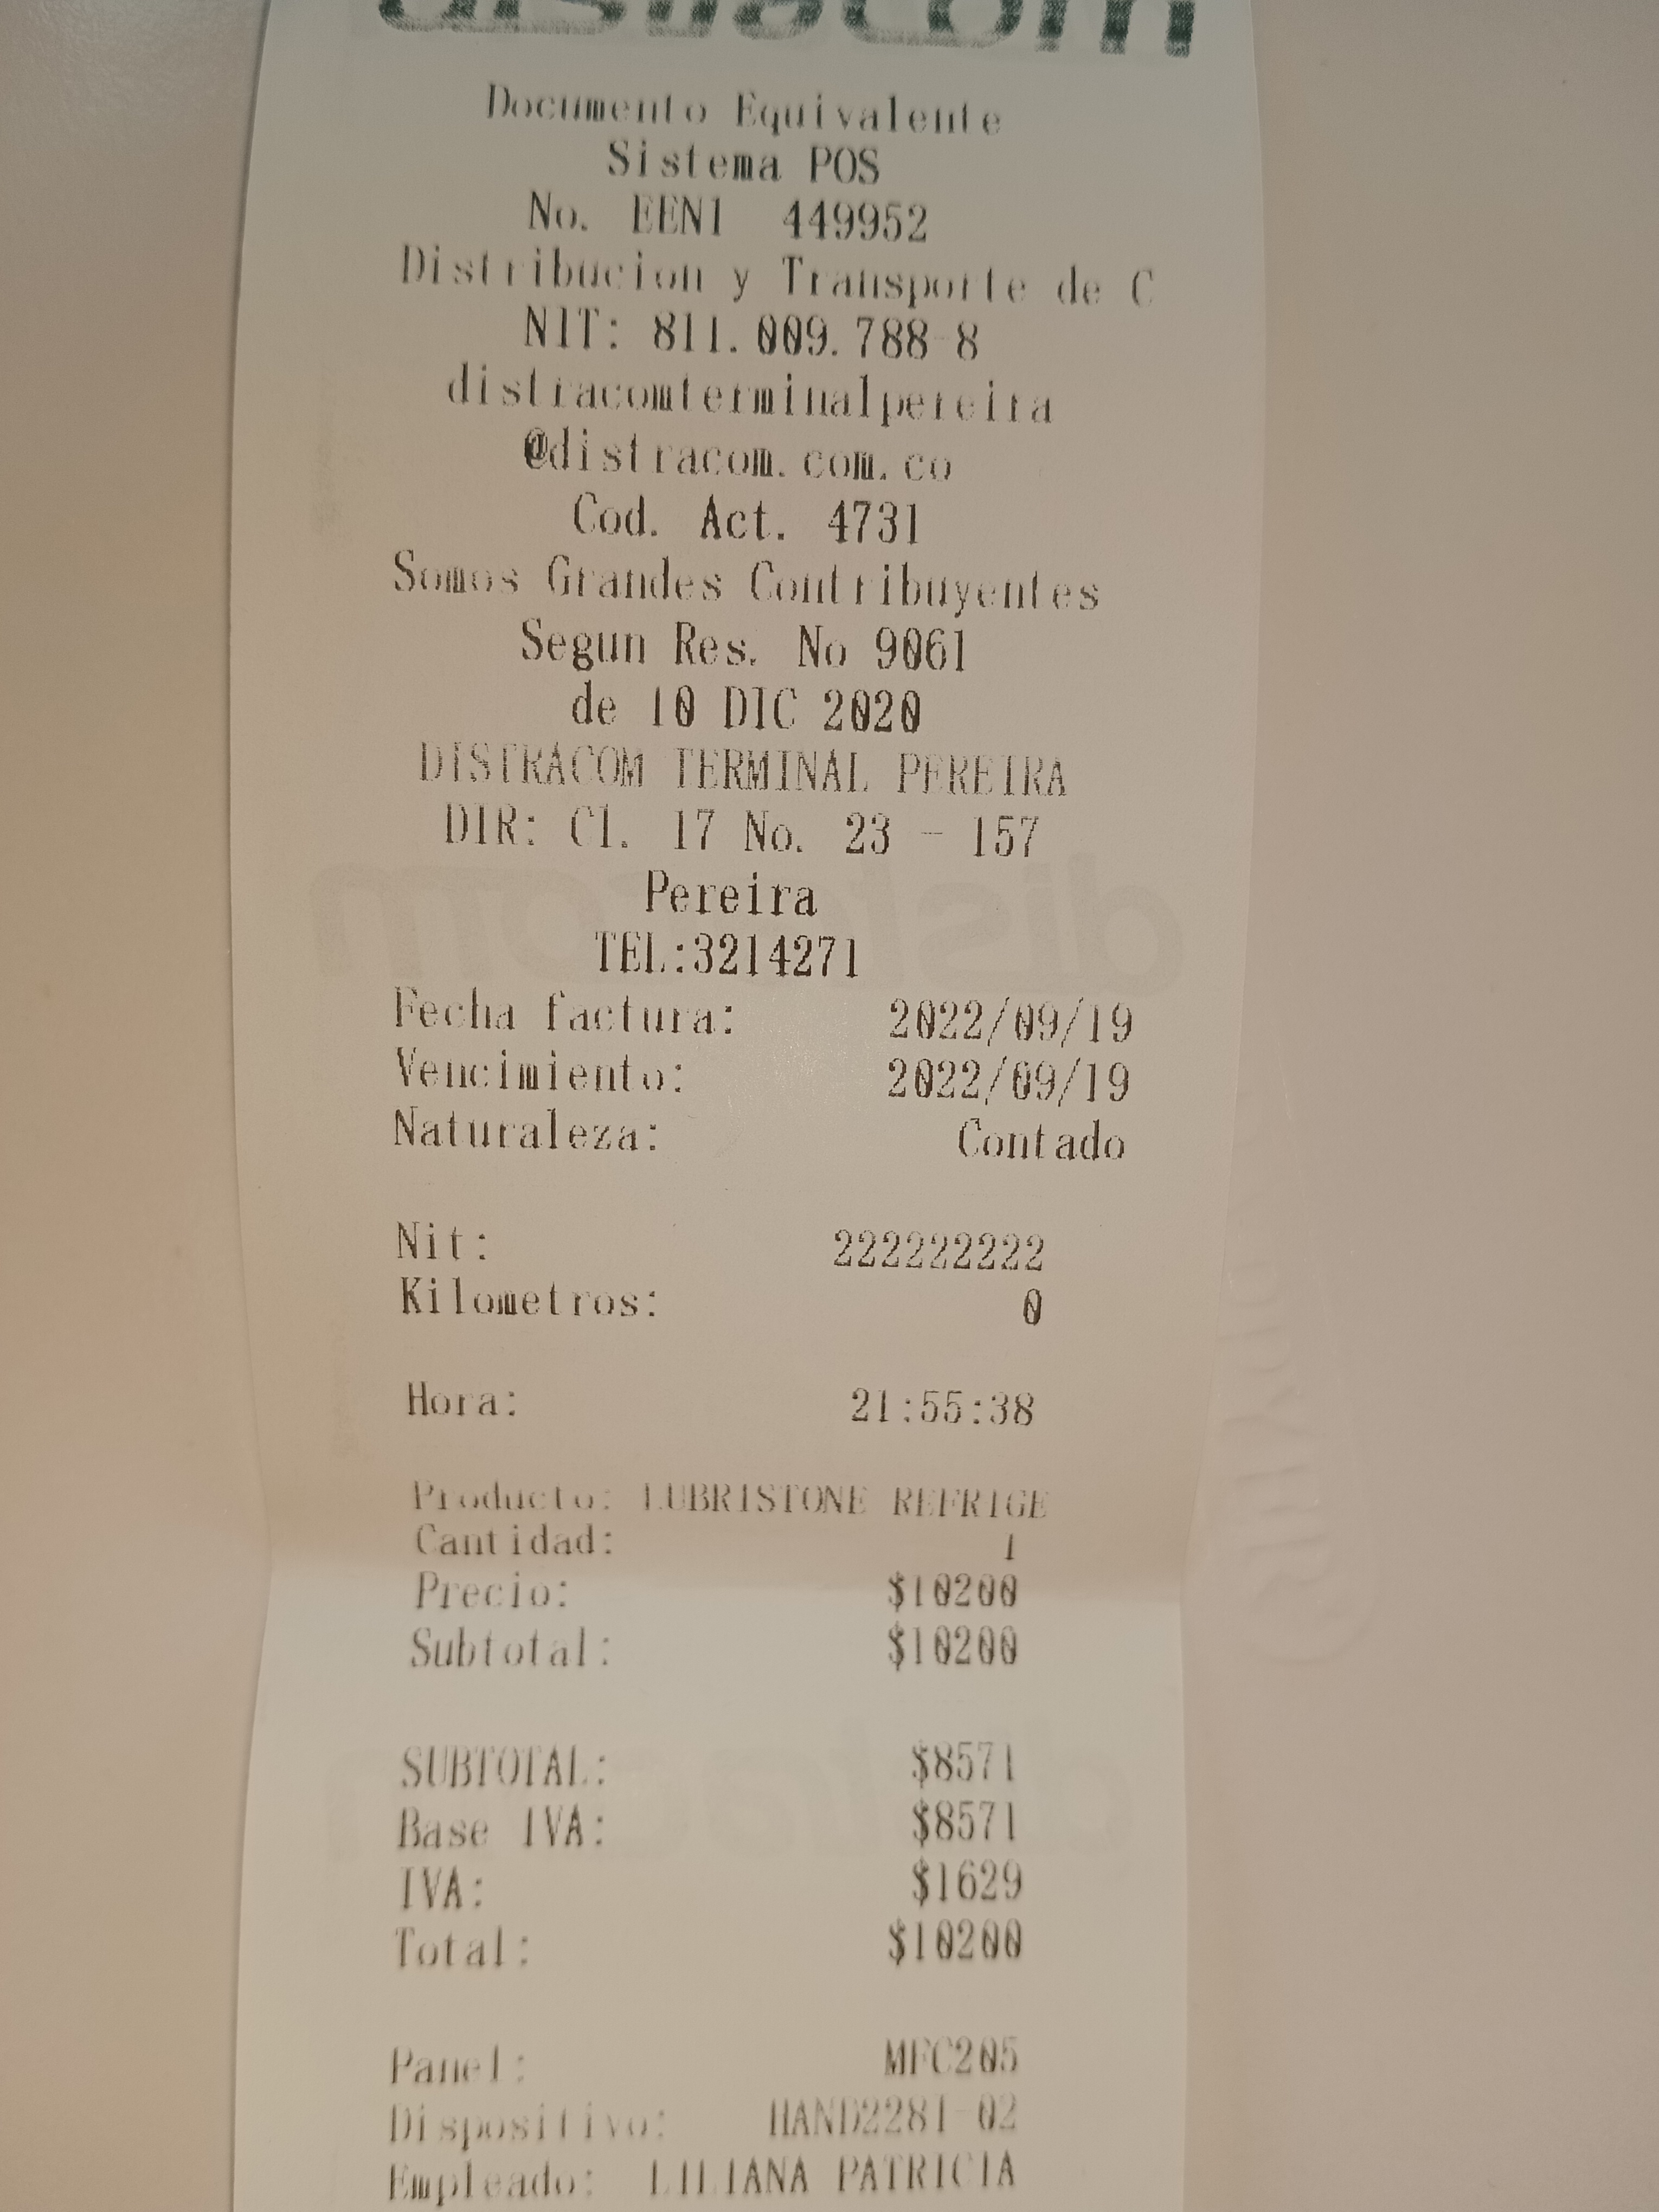 distracom
Documento Equivalente
Sistema POS
No. EEN1 449952
Distribucion y Transporte de C
NIT: 811.009.788-8
distracomterminalpereira
@distracom.com.co
Cod. Act. 4731
Somos Grandes Contribuyentes
Segun Res. No 9061
de 10 DIC 2020
DISTRACOM TERMINAL PEREIRA
DIR: Cl. 17 No. 23 - 157
Pereira
TEL:3214271
Fecha factura: 2022/09/19
Vencimiento: 2022/09/19
Naturaleza: Contado
Nit: 222222222
Kilometros: 0
Hora: 21:55:38
Producto: LUBRISTONE REFRIGE
Cantidad: 1
Precio: $10200
Subtotal: $10200
SUBTOTAL: $8571
Base IVA: $8571
IVA: $1629
Total: $10200
Panel: MFC205
Dispositivo: HAND2281-02
Empleado: LILIANA PATRICIA